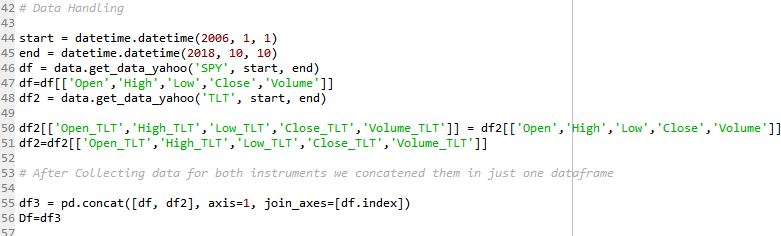 42 # Data Handling
43
44 start = datetime.datetime(2006, 1, 1)
45 end = datetime.datetime(2018, 10, 10)
46 df = data.get_data_yahoo('SPY', start, end)
47 df=df[['Open','High','Low','Close','Volume']]
48 df2 = data.get_data_yahoo('TLT', start, end)
49
50 df2[['Open_TLT','High_TLT','Low_TLT','Close_TLT','Volume_TLT']] = df2[['Open','High','Low','Close','Volume']]
51 df2=df2[['Open_TLT','High_TLT','Low_TLT','Close_TLT','Volume_TLT']]
52
53 # After Collecting data for both instruments we concatened them in just one dataframe
54
55 df3 = pd.concat([df, df2], axis=1, join_axes=[df.index])
56 Df=df3
57